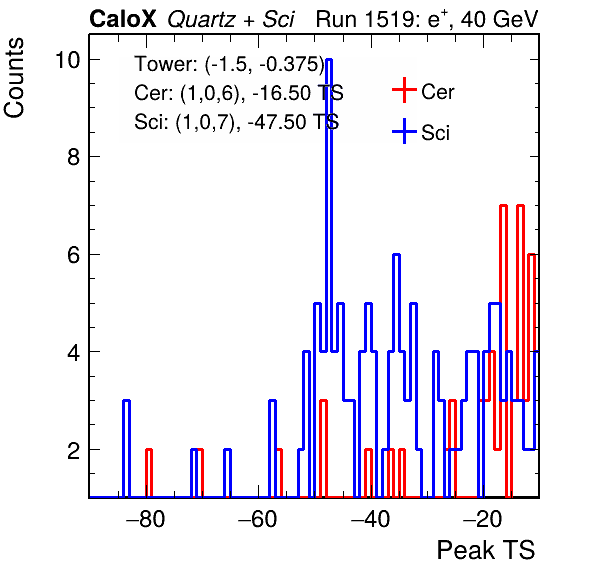 CaloX Quartz + Sci Run 1519: e+, 40 GeV
Counts
Tower: (-1.5, -0.375)
Cer: (1,0,6), -16.50 TS
Sci: (1,0,7), -47.50 TS
Cer
Sci
10
8
6
4
2
−80 −60 −40 −20
Peak TS